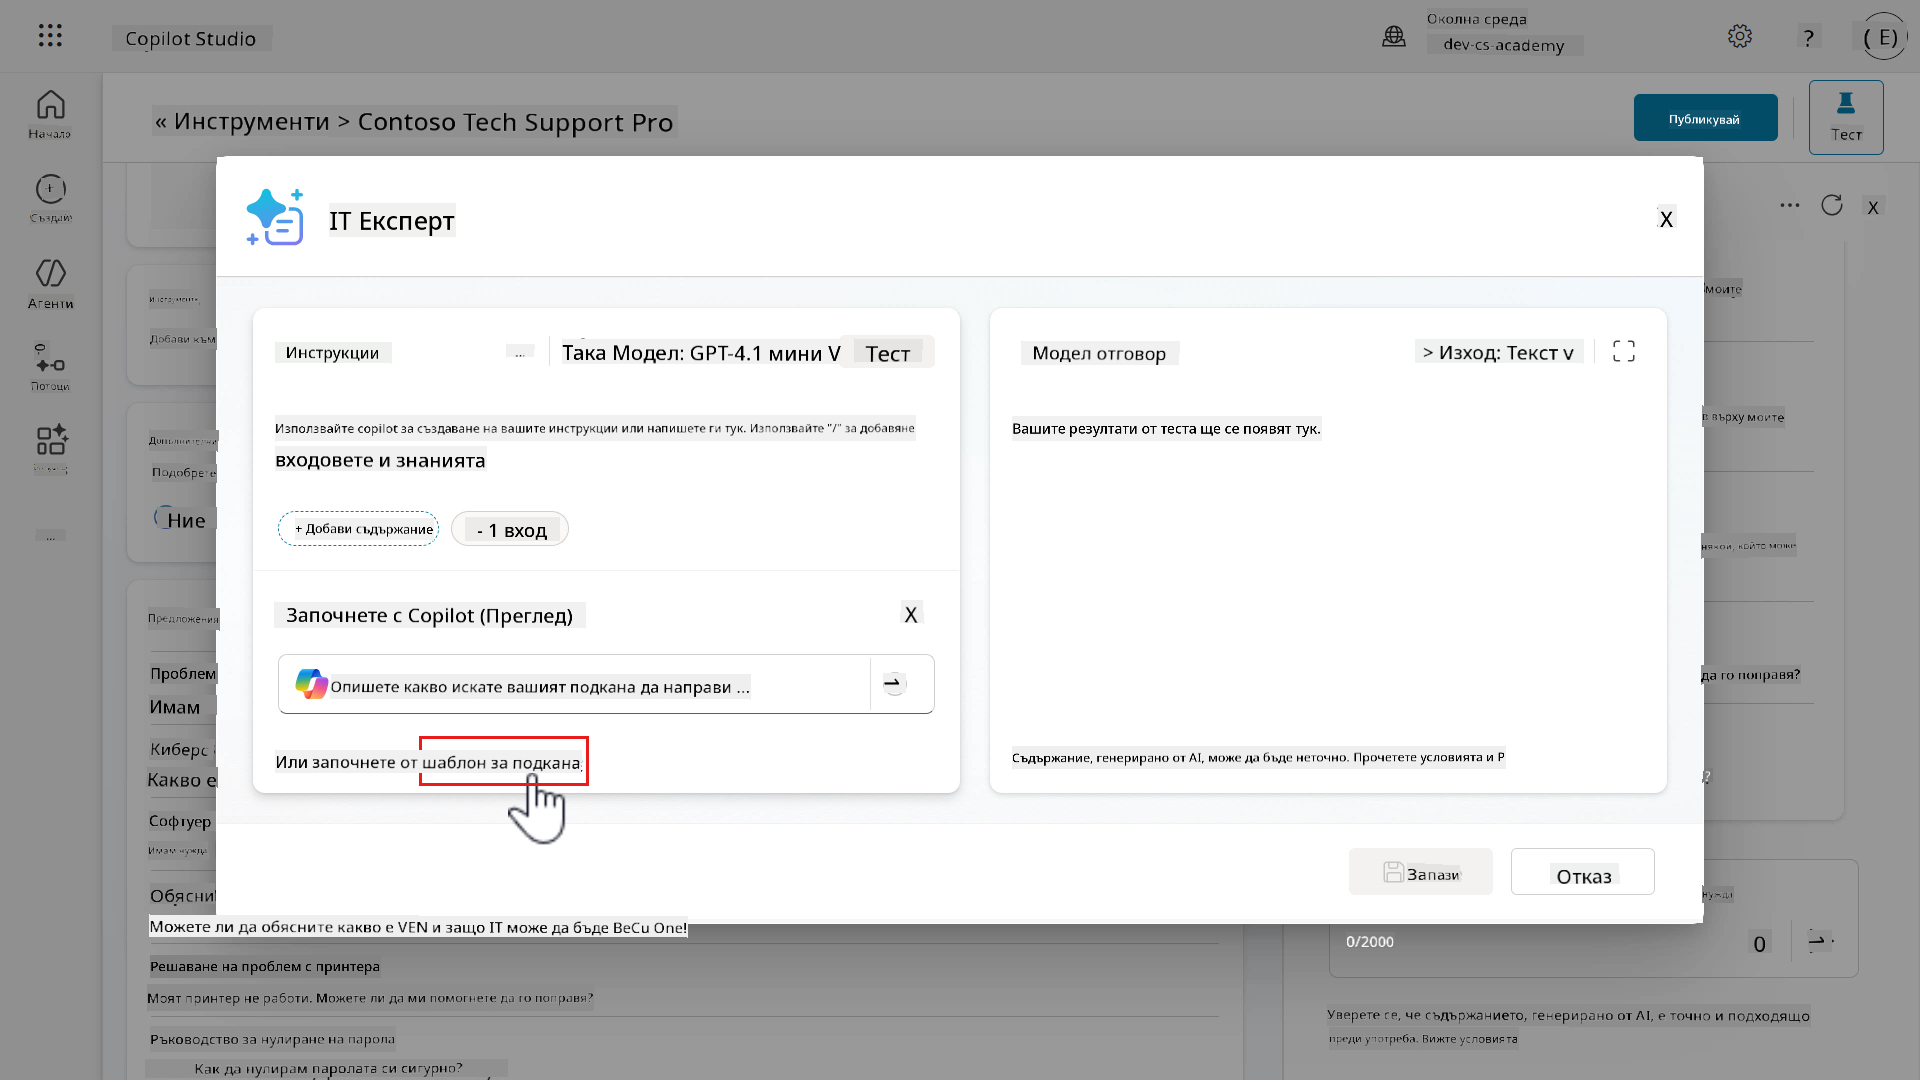 Copilot Studio
Околна среда
dev-cs-academy
?
( E)
Начало
Създай
Агенти
Потоци
...
« Инструменти > Contoso Tech Support Pro
Публикувай
Тест
IT Експерт
X
X
Инструкции
...
Така Модел: GPT-4.1 мини V
Тест
Модел отговор
> Изход: Текст v
Използвайте copilot за създаване на вашите инструкции или напишете ги тук. Използвайте "/" за добавяне
входовете и знанията
Вашите резултати от теста ще се появят тук.
+ Добави съдържание
- 1 вход
Започнете с Copilot (Преглед)
X
Опишете какво искате вашият подкана да направи ...
Или започнете от шаблон за подкана
Съдържание, генерирано от AI, може да бъде неточно. Прочетете условията и P
Запази
Отказ
Инструменти,
Добави към
Подобрете
Ние
Предложения
Проблем
Имам
Киберс
Какво е
Софтуер
Имам нужда
Обясни
Можете ли да обясните какво е VEN и защо IT може да бъде BeCu One!
Решаване на проблем с принтера
Моят принтер не работи. Можете ли да ми помогнете да го поправя?
Ръководство за нулиране на парола
Как да нулирам паролата си сигурно?
моите
върху моите
някой, който може
да го поправя?
?
нужда
0/2000
0
Уверете се, че съдържанието, генерирано от AI, е точно и подходящо
преди употреба. Вижте условията